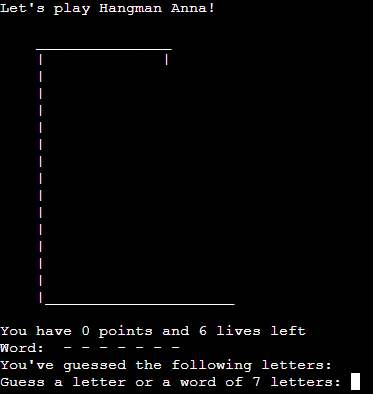 Let's play Hangman Anna!
You have 0 points and 6 lives left
Word:  - - - - - - -
You've guessed the following letters:
Guess a letter or a word of 7 letters: